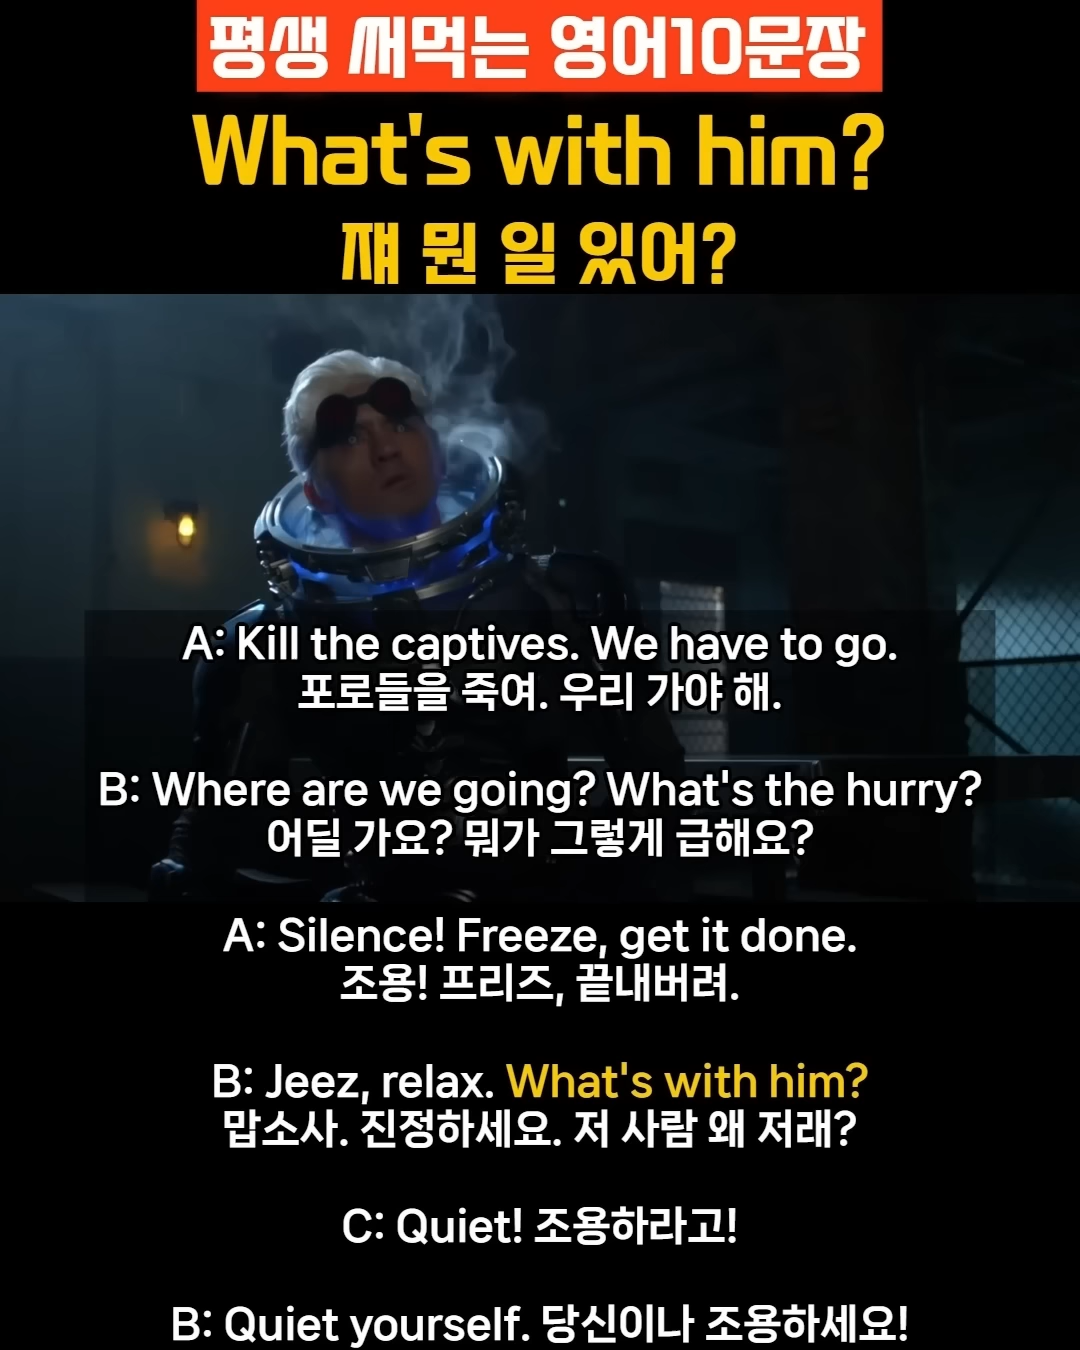 평생 써먹는 영어10문장
What's with him?
쟤 뭔 일 있어?
A: Kill the captives. We have to go.
포로들을 죽여. 우리 가야 해.
B: Where are we going? What's the hurry?
어딜 가요? 뭐가 그렇게 급해요?
A: Silence! Freeze, get it done.
조용! 프리즈, 끝내버려.
B: Jeez, relax. What's with him?
맙소사. 진정하세요. 저 사람 왜 저래?
C: Quiet! 조용하라고!
B: Quiet yourself. 당신이나 조용하세요!